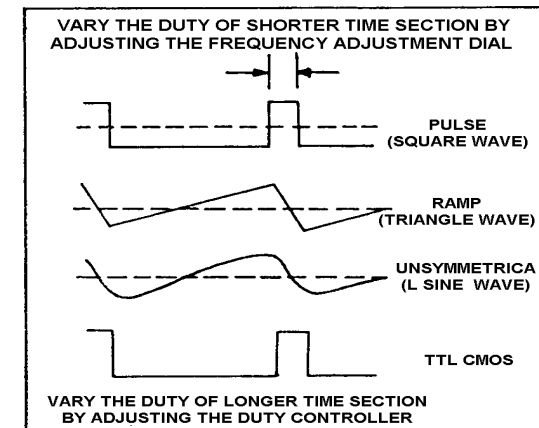 VARY THE DUTY OF SHORTER TIME SECTION BY
ADJUSTING THE FREQUENCY ADJUSTMENT DIAL
PULSE
(SQUARE WAVE)
RAMP
(TRIANGLE WAVE)
UNSYMMETRICA
(L SINE WAVE)
TTL CMOS
VARY THE DUTY OF LONGER TIME SECTION
BY ADJUSTING THE DUTY CONTROLLER